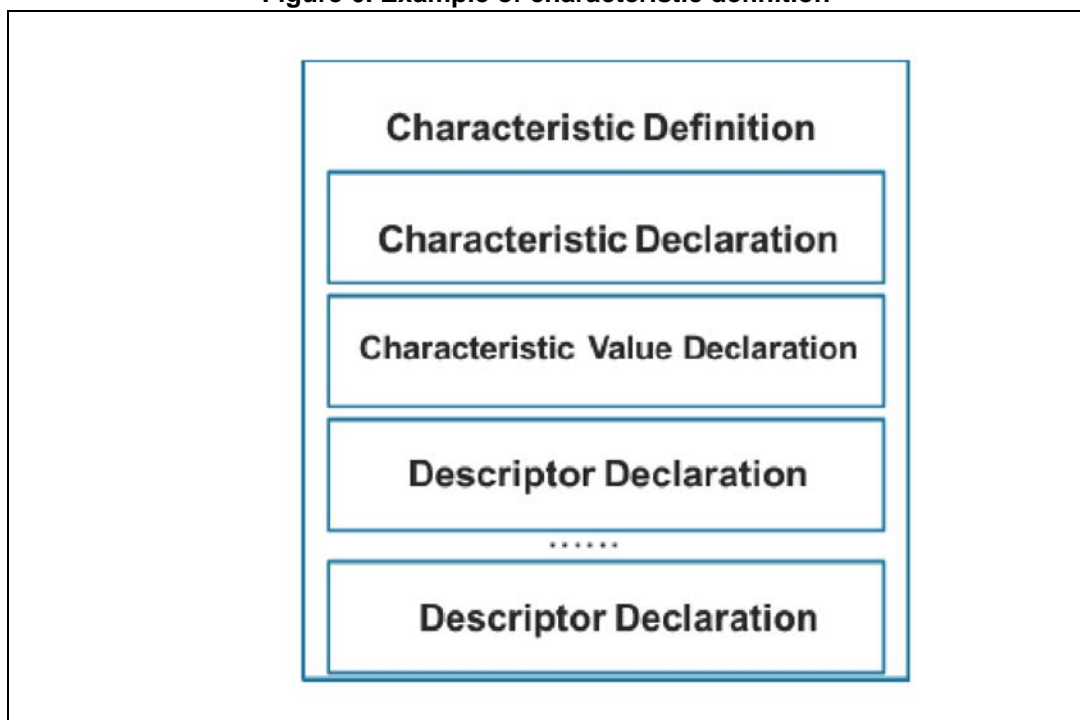 Characteristic Definition
Characteristic Declaration
Characteristic Value Declaration
Descriptor Declaration
......
Descriptor Declaration